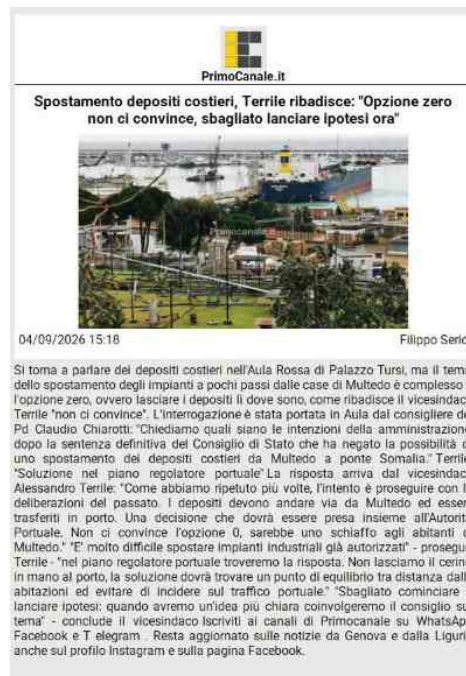 PrimoCanale.it
Spostamento depositi costieri, Terrile ribadisce: "Opzione zero
non ci convince, sbagliato lanciare ipotesi ora"
Primocanale.it
04/09/2026 15:18
Filippo Serio
Si torna a parlare dei depositi costieri nell'Aula Rossa di Palazzo Tursi, ma il tem
dello spostamento degli impianti a pochi passi dalle case di Multedo è complesso
l'opzione zero, ovvero lasciare i depositi lì dove sono, come ribadisce il vicesindac
Terrile "non ci convince". L'interrogazione è stata portata in Aula dal consigliere de
Pd Claudio Chiarotti: "Chiediamo quali siano le intenzioni della amministrazion
dopo la sentenza definitiva del Consiglio di Stato che ha negato la possibilità d
uno spostamento dei depositi costieri da Multedo a ponte Somalia." Terril
"Soluzione nel piano regolatore portuale" La risposta arriva dal vicesindac
Alessandro Terrile: "Come abbiamo ripetuto più volte, l'intento è proseguire con l
deliberazioni del passato. I depositi devono andare via da Multedo ed esser
trasferiti in porto. Una decisione che dovrà essere presa insieme all'Autorit
Portuale. Non ci convince l'opzione 0, sarebbe uno schiaffo agli abitanti d
Multedo." "E' molto difficile spostare impianti industriali già autorizzati" - prosegu
Terrile - "nel piano regolatore portuale troveremo la risposta. Non lasciamo il cerin
in mano al porto, la soluzione dovrà trovare un punto di equilibrio tra distanza dall
abitazioni ed evitare di incidere sul traffico portuale." "Sbagliato cominciare
lanciare ipotesi: quando avremo un'idea più chiara coinvolgeremo il consiglio su
tema" - conclude il vicesindaco Iscriviti ai canali di Primocanale su WhatsAp
Facebook e T elegram . Resta aggiornato sulle notizie da Genova e dalla Liguri
anche sul profilo Instagram e sulla pagina Facebook.